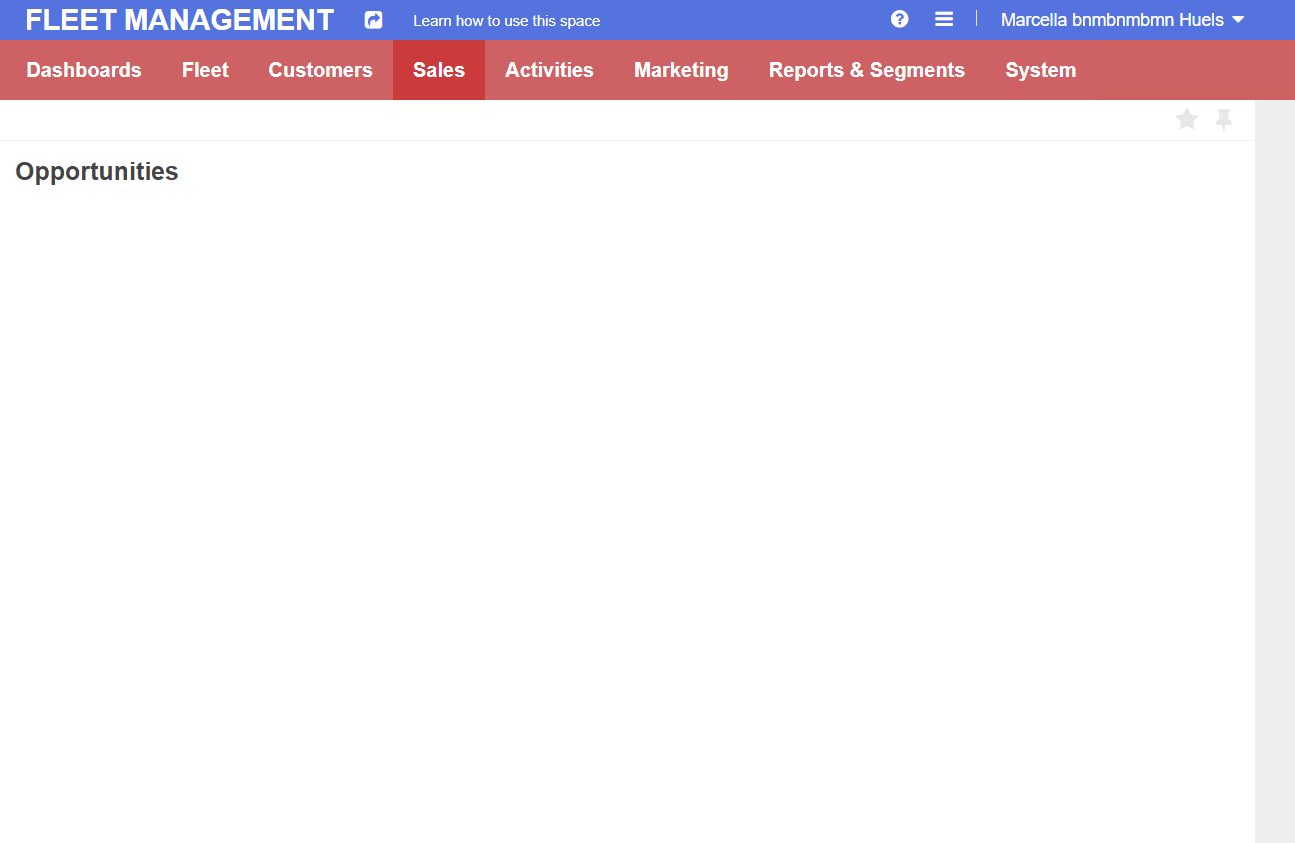 FLEET MANAGEMENT Learn how to use this space Marcella bnmbnmbmn Huels
Dashboards Fleet Customers Sales Activities Marketing Reports & Segments System
Opportunities